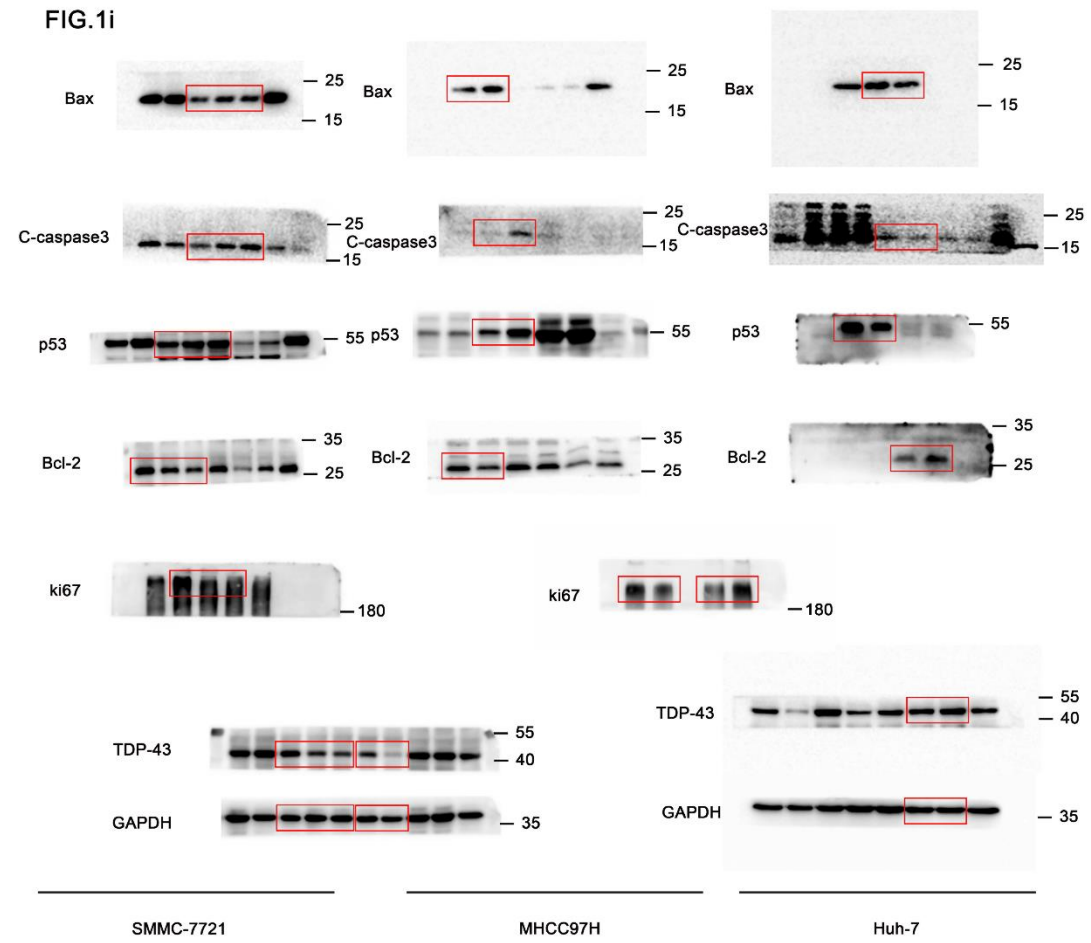 FIG.1i
Bax
25
15
Bax
25
15
Bax
25
15
C-caspase3
25
15
C-caspase3
25
15
C-caspase3
25
15
p53
55
p53
55
p53
55
Bcl-2
35
25
Bcl-2
35
25
Bcl-2
35
25
ki67
180
ki67
180
TDP-43
55
40
TDP-43
55
40
GAPDH
35
GAPDH
35
SMMC-7721
MHCC97H
Huh-7